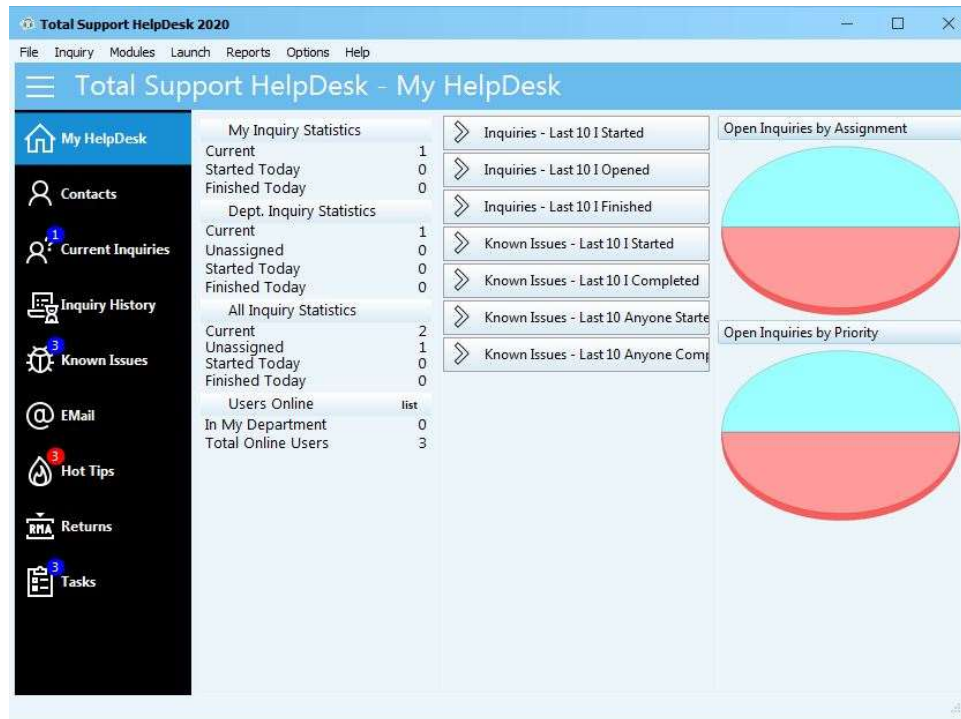 Total Support HelpDesk 2020
File Inquiry Modules Launch Reports Options Help
Total Support HelpDesk - My HelpDesk
My HelpDesk
Contacts
1
Current Inquiries
Inquiry History
3
Known Issues
@ EMail
3
Hot Tips
RMA Returns
3
Tasks
My Inquiry Statistics
Current 1
Started Today 0
Finished Today 0
Dept. Inquiry Statistics
Current 1
Unassigned 0
Started Today 0
Finished Today 0
All Inquiry Statistics
Current 2
Unassigned 1
Started Today 0
Finished Today 0
Users Online list
In My Department 0
Total Online Users 3
Inquiries - Last 10 I Started
Inquiries - Last 10 I Opened
Inquiries - Last 10 I Finished
Known Issues - Last 10 I Started
Known Issues - Last 10 I Completed
Known Issues - Last 10 Anyone Starte
Known Issues - Last 10 Anyone Comp
Open Inquiries by Assignment
Open Inquiries by Priority